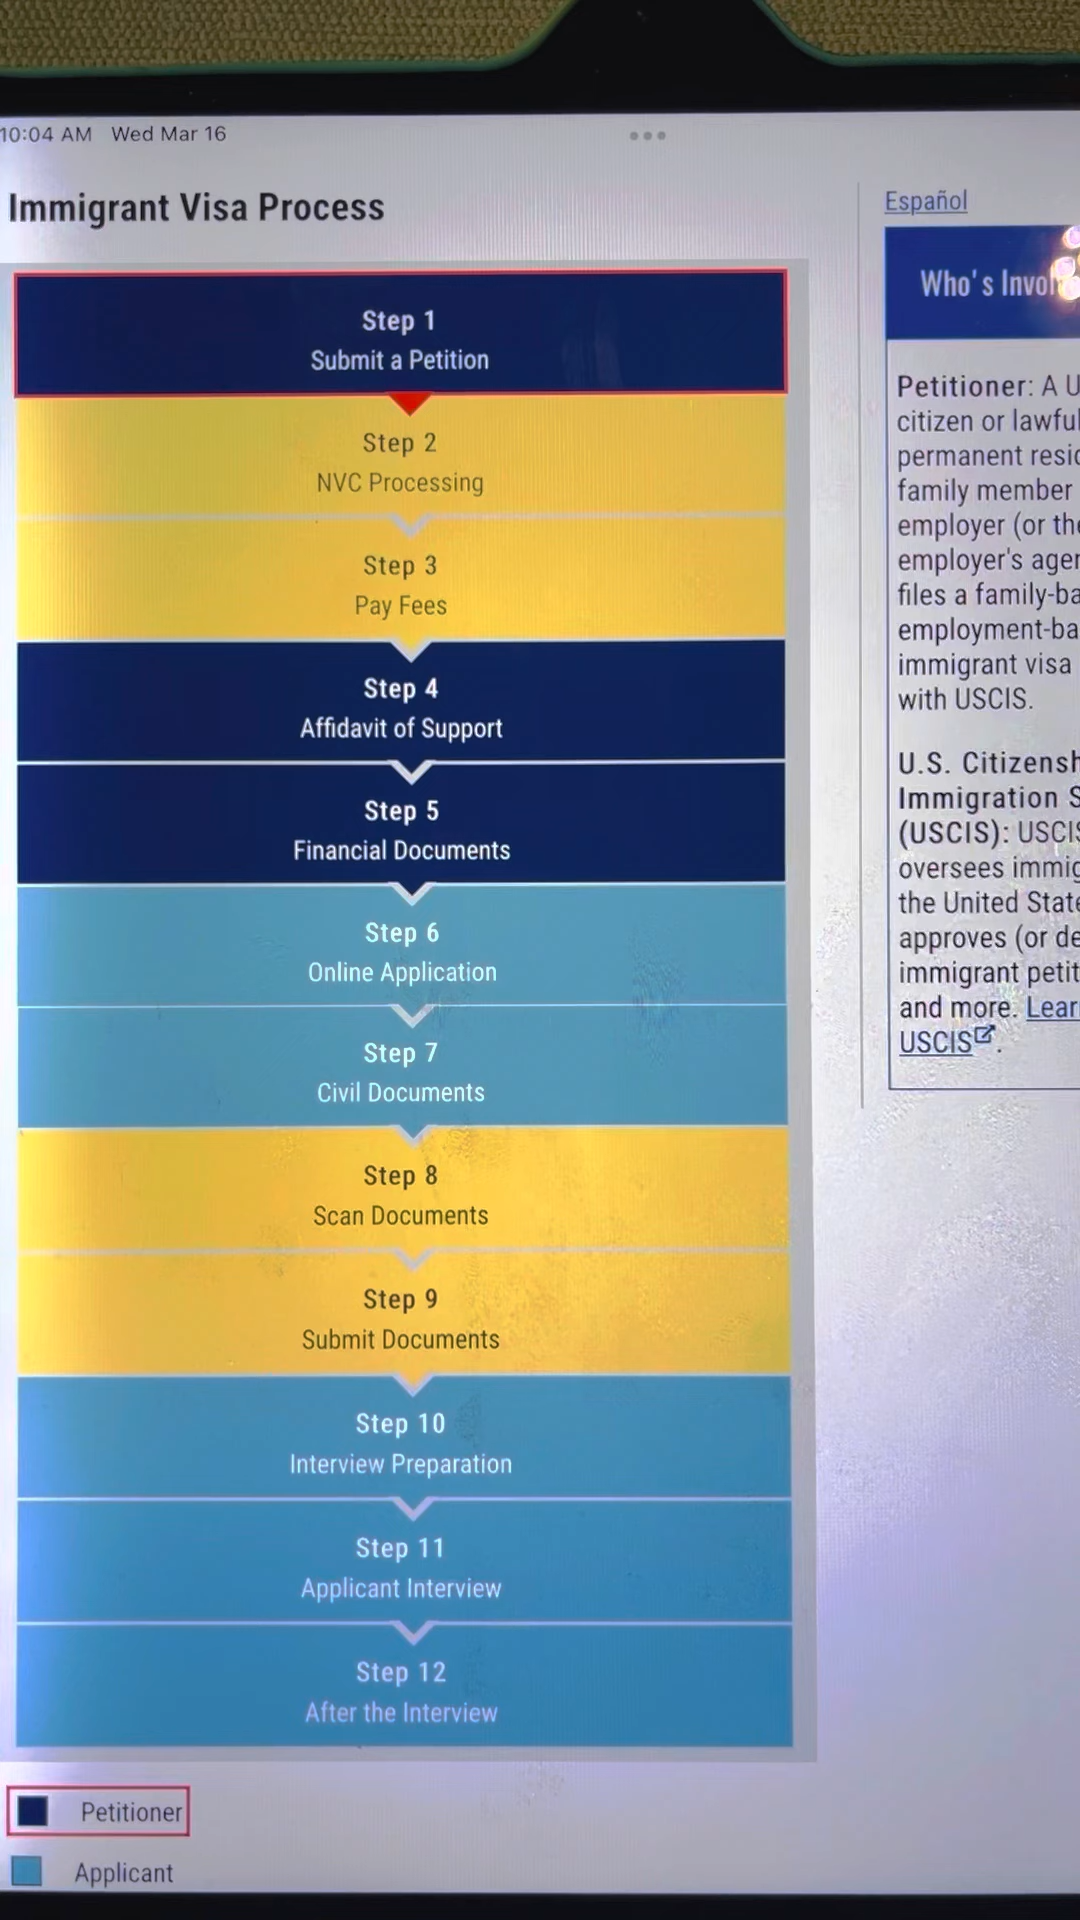 10:04 AM Wed Mar 16
Immigrant Visa Process
Step 1
Submit a Petition
Step 2
NVC Processing
Step 3
Pay Fees
Step 4
Affidavit of Support
Step 5
Financial Documents
Step 6
Online Application
Step 7
Civil Documents
Step 8
Scan Documents
Step 9
Submit Documents
Step 10
Interview Preparation
Step 11
Applicant Interview
Step 12
After the Interview
Petitioner
Applicant
Español
Who's
Petitioner: A
citizen or
permanent
family member
employer (or
employer's
files a
immigrant visa
with USCIS.
U.S.
Immigration
(USCIS):
oversees
the United
approves (or
immigrant
and more.
USCIS.